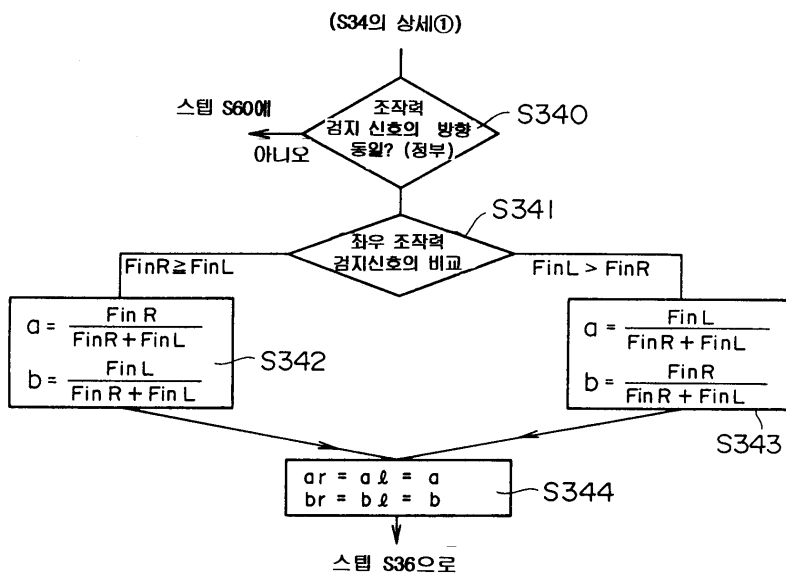 (S34의 상세①)
조작력
검지 신호의 방향
동일? (정부)
S340
스텝 S60에
아니오
S341
좌우 조작력
검지신호의 비교
FinR≧FinL
FinL > FinR
a = FinR / FinR+FinL
b = FinL / FinR + FinL
S342
a = FinL / FinR + FinL
b = FinR / FinR + FinL
S343
ar = aℓ = a
br = bℓ = b
S344
스텝 S36으로